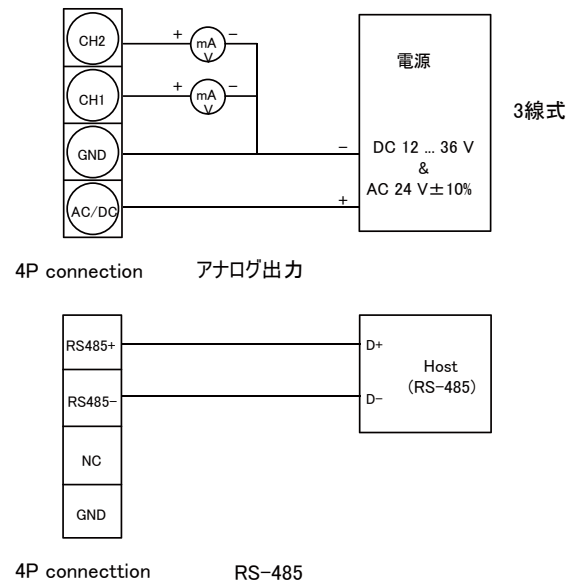 CH2
+ mA V −
CH1
+ mA V −
GND
−
AC/DC
+
電源
DC 12 ... 36 V
&
AC 24 V±10%
3線式
4P connection アナログ出力
RS485+
D+
RS485-
D-
Host
(RS-485)
NC
GND
4P connecttion RS-485